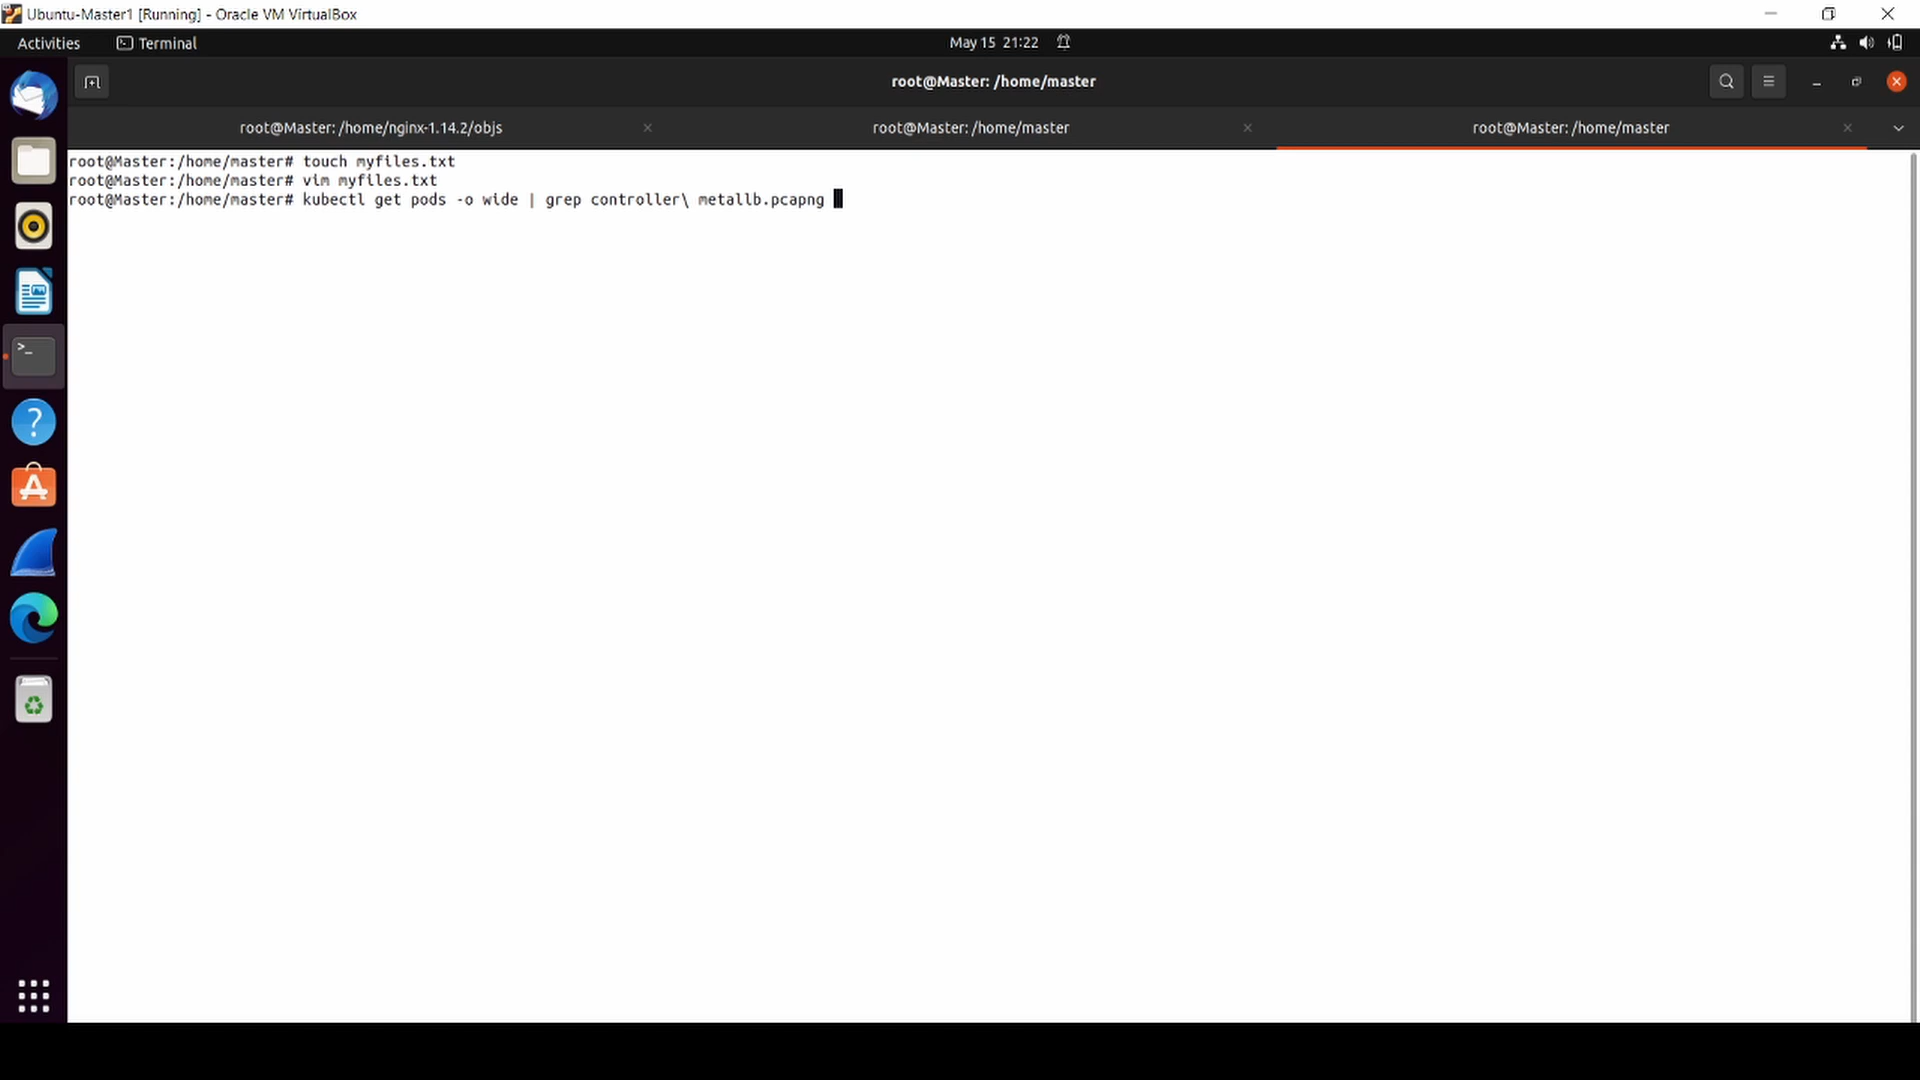 Ubuntu-Master1 [Running] - Oracle VM VirtualBox
Activities Terminal May 15 21:22
root@Master: /home/master
root@Master: /home/nginx-1.14.2/objs root@Master: /home/master root@Master: /home/master
root@Master:/home/master# touch myfiles.txt
root@Master:/home/master# vim myfiles.txt
root@Master:/home/master# kubectl get pods -o wide | grep controller\ metallb.pcapng